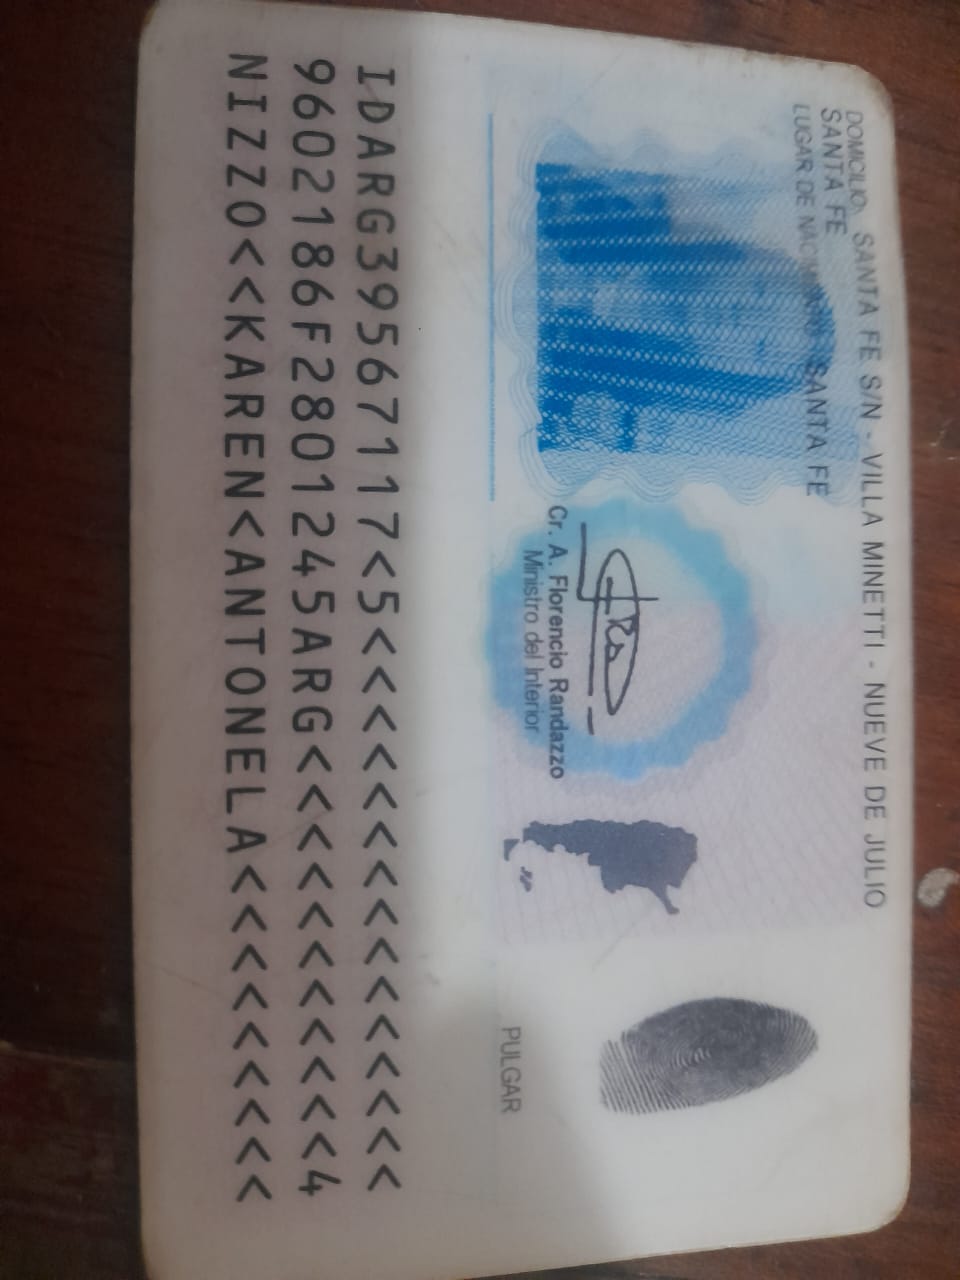 DOMICILIO: SANTA FE S/N - VILLA MINETTI - NUEVE DE JULIO
SANTA FE
LUGAR DE NACIMIENTO: SANTA FE
Cr. A. Florencio Randazzo
Ministro del Interior
PULGAR
IDARG39567117<5<<<<<<<<<<<<<<<
9602186F2801245ARG<<<<<<<<<<<4
NIZZO<<KAREN<ANTONELA<<<<<<<<<